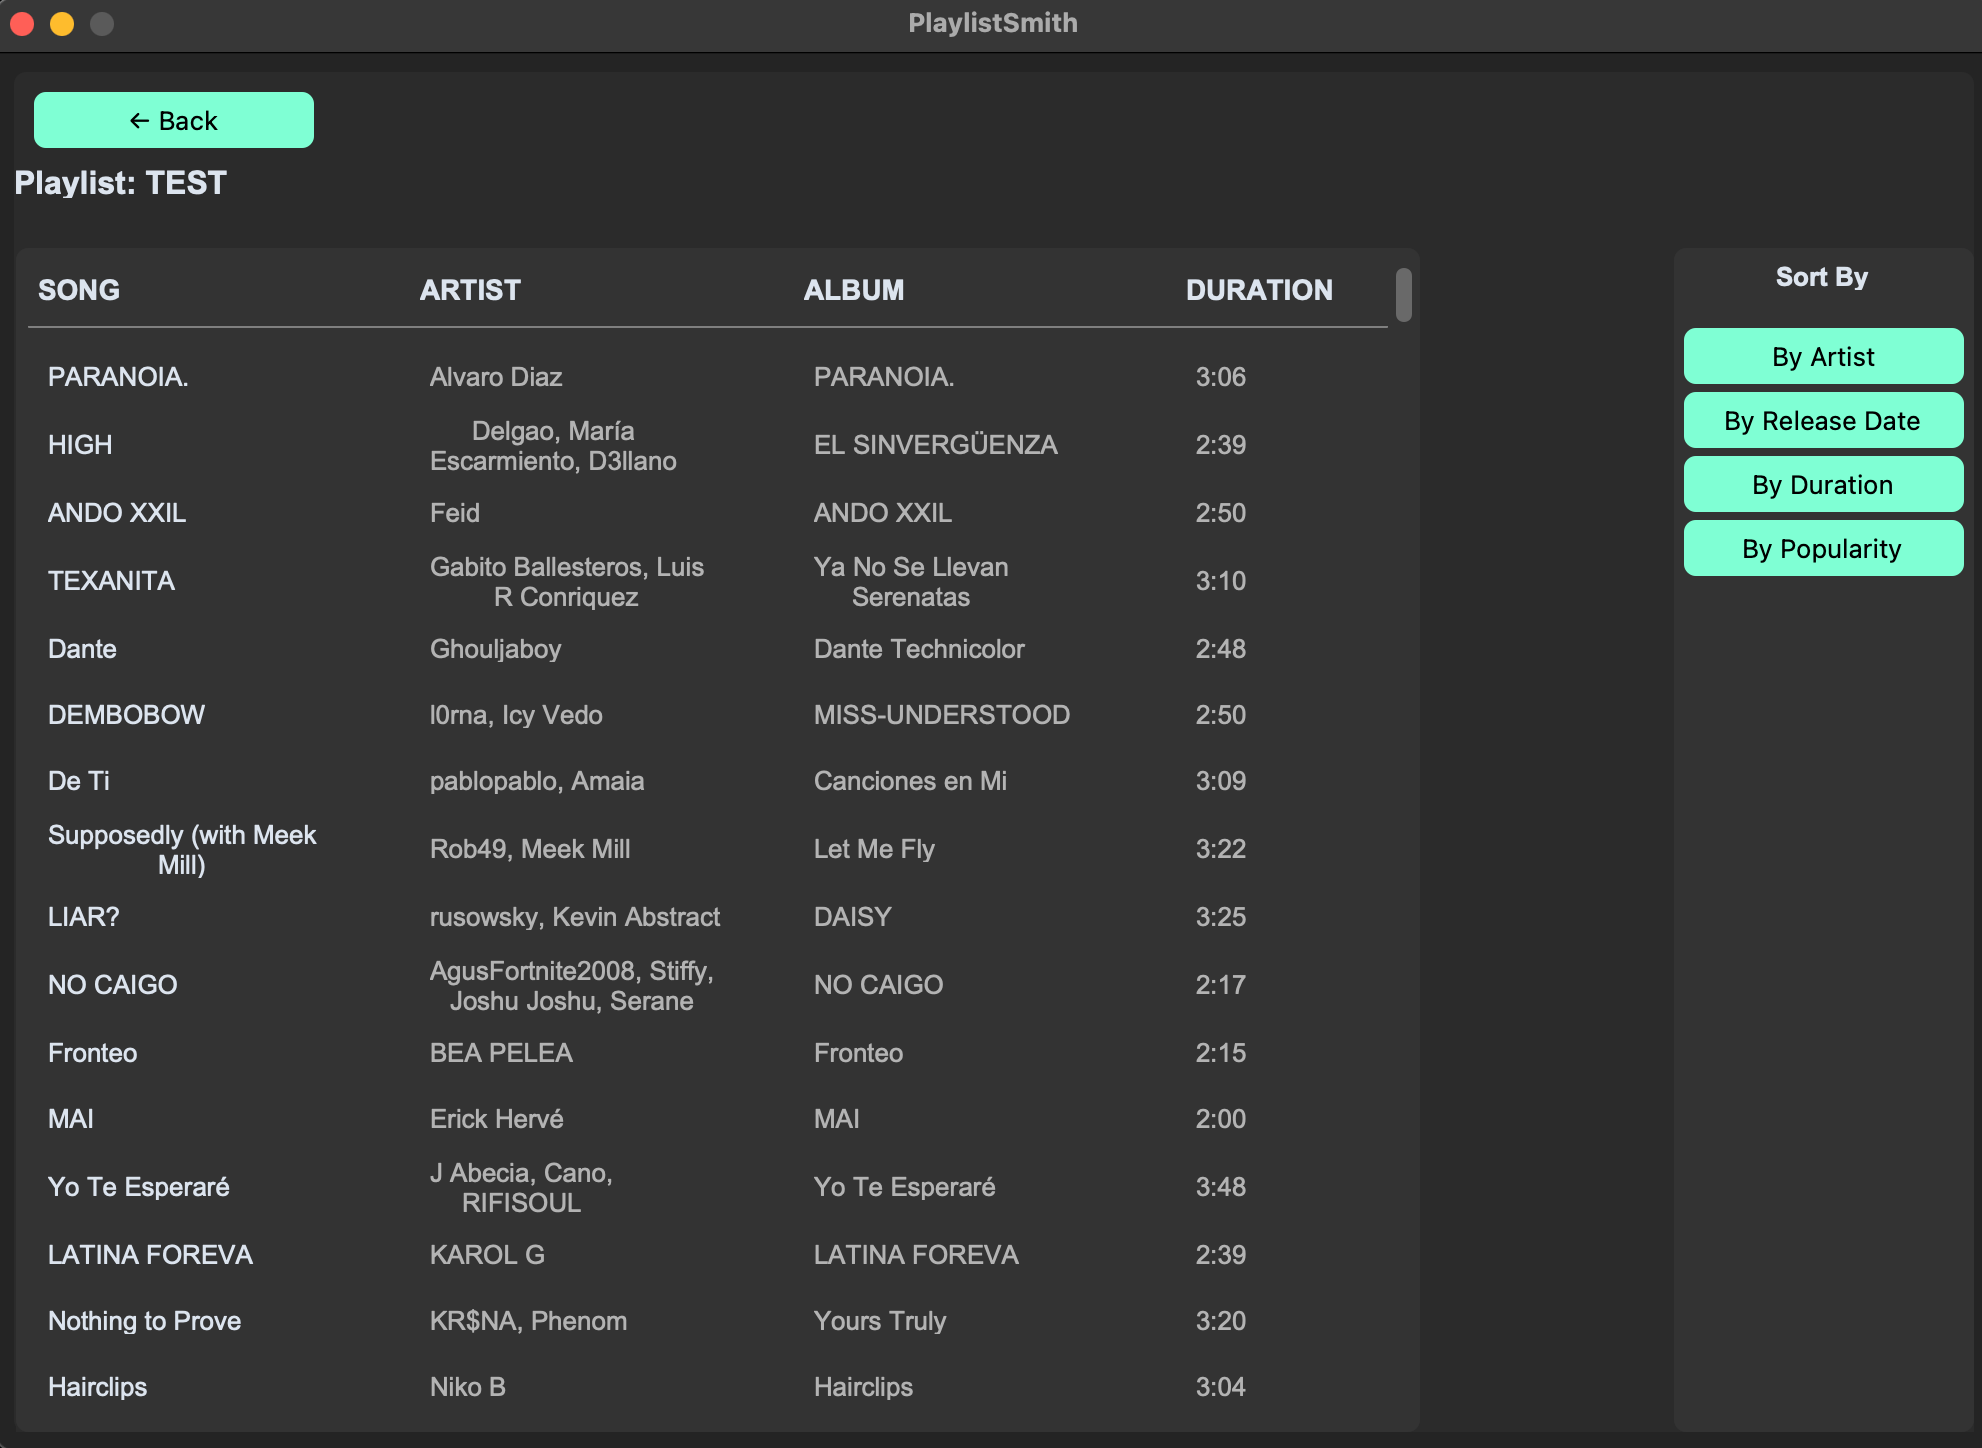 PlaylistSmith
← Back
Playlist: TEST
SONG ARTIST ALBUM DURATION
PARANOIA. Alvaro Diaz PARANOIA. 3:06
HIGH Delgao, María Escarmiento, D3llano EL SINVERGÜENZA 2:39
ANDO XXIL Feid ANDO XXIL 2:50
TEXANITA Gabito Ballesteros, Luis R Conriquez Ya No Se Llevan Serenatas 3:10
Dante Ghouljaboy Dante Technicolor 2:48
DEMBOBOW l0rna, Icy Vedo MISS-UNDERSTOOD 2:50
De Ti pablopablo, Amaia Canciones en Mi 3:09
Supposedly (with Meek Mill) Rob49, Meek Mill Let Me Fly 3:22
LIAR? rusowsky, Kevin Abstract DAISY 3:25
NO CAIGO AgusFortnite2008, Stiffy, Joshu Joshu, Serane NO CAIGO 2:17
Fronteo BEA PELEA Fronteo 2:15
MAI Erick Hervé MAI 2:00
Yo Te Esperaré J Abecia, Cano, RIFISOUL Yo Te Esperaré 3:48
LATINA FOREVA KAROL G LATINA FOREVA 2:39
Nothing to Prove KR$NA, Phenom Yours Truly 3:20
Hairclips Niko B Hairclips 3:04
Sort By
By Artist
By Release Date
By Duration
By Popularity